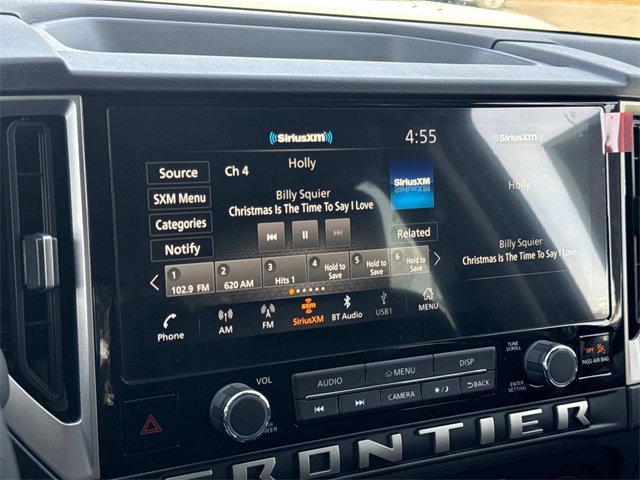 SiriusXM
4:55
SiriusXM
Holly
Source
Ch 4
SiriusXM
Holly
SXM Menu
Billy Squier
Christmas Is The Time To Say I Love
Categories
Notify
Related
Billy Squier
Christmas Is The Time To Say I Love
1
102.9 FM
2
620 AM
3
Hits 1
4
Hold to
Save
5
Hold to
Save
6
Hold to
Save
Phone
AM
FM
SXM
SiriusXM
BT Audio
USB1
MENU
VOL
AUDIO
MENU
DISP
CAMERA
BACK
TUNE
SCROLL
ENTER
SETTING
OFF
PASS AIR BAG
FRONTIER